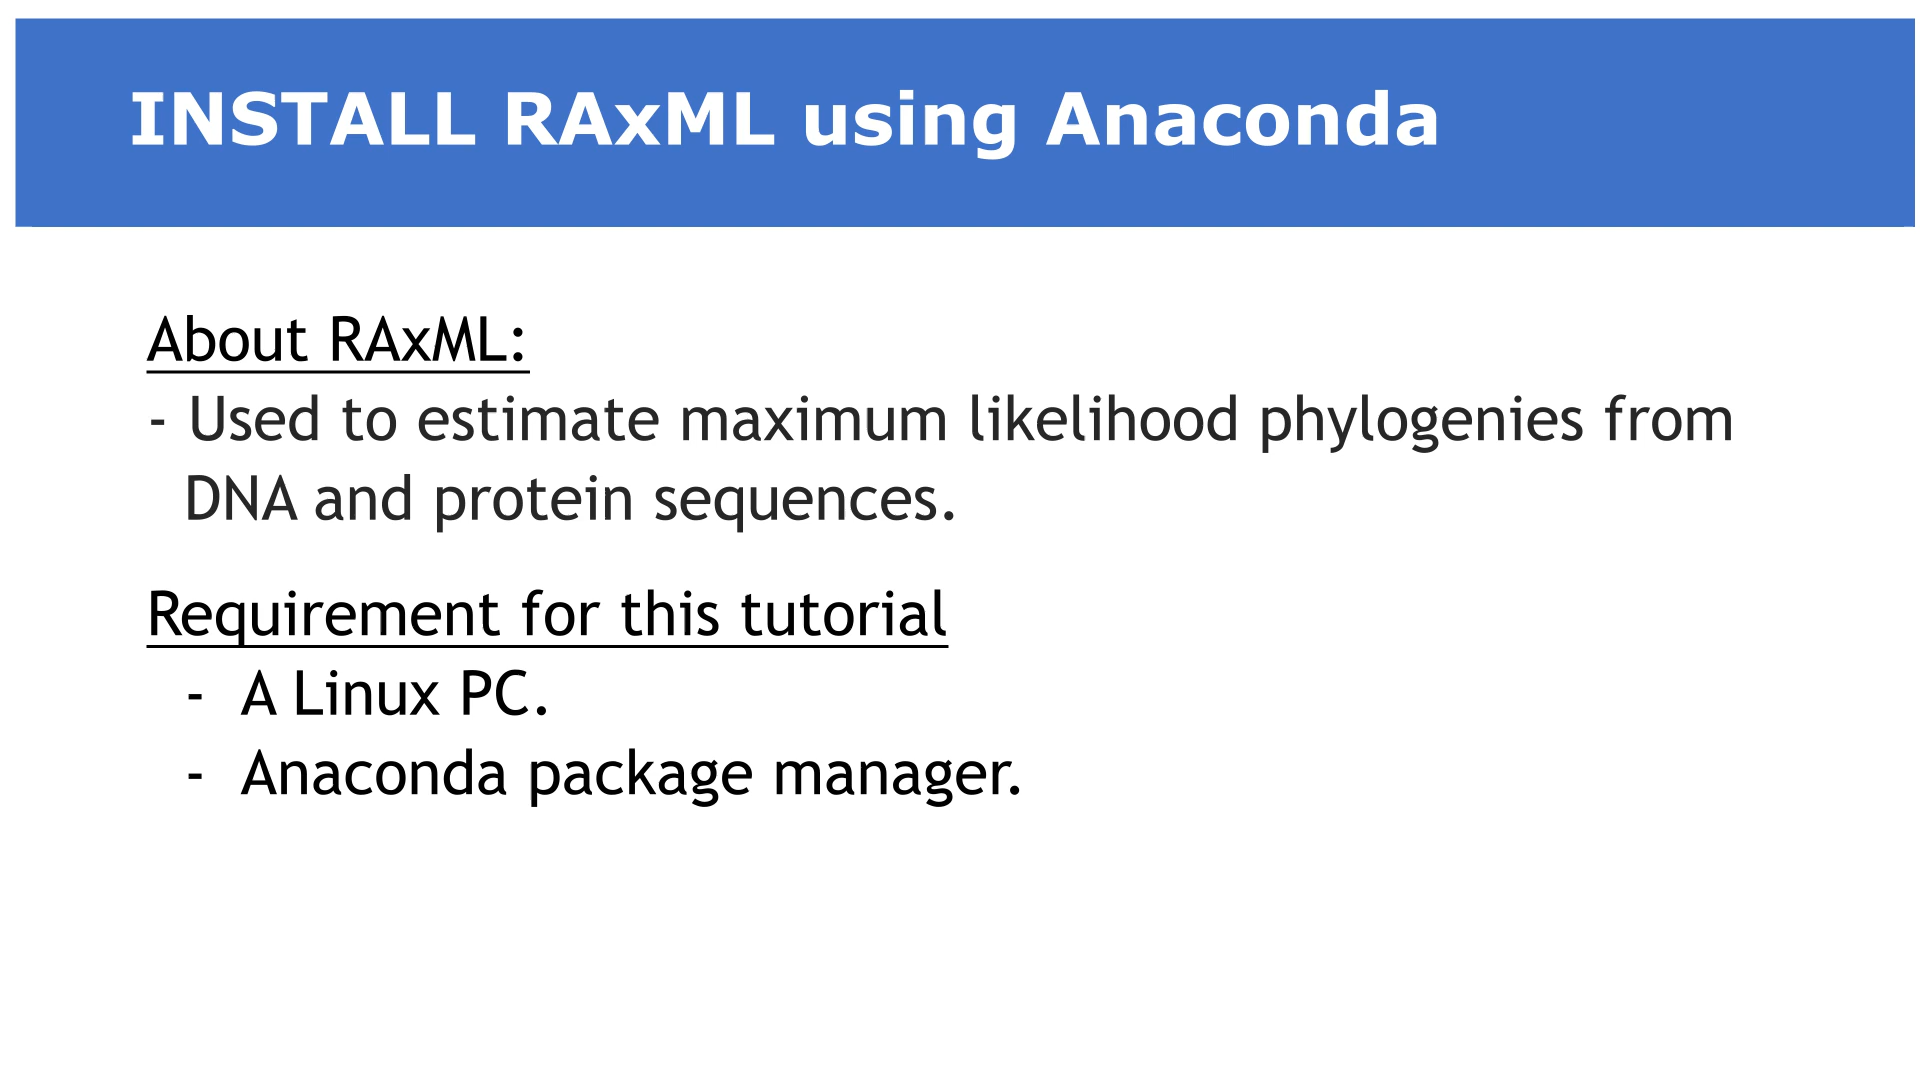 INSTALL RAxML using Anaconda
About RAxML:
- Used to estimate maximum likelihood phylogenies from
DNA and protein sequences.
Requirement for this tutorial
- A Linux PC.
- Anaconda package manager.